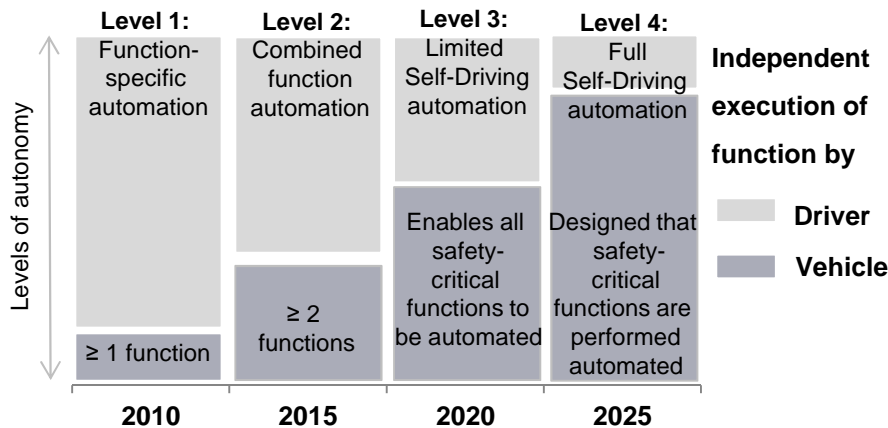 Level 1:
Function-
specific
automation
≥ 1 function
2010
Level 2:
Combined
function
automation
≥ 2
functions
2015
Level 3:
Limited
Self-Driving
automation
Enables all
safety-
critical
functions to
be automated
2020
Level 4:
Full
Self-Driving
automation
Designed that
safety-
critical
functions are
performed
automated
2025
Levels of autonomy
Independent
execution of
function by
Driver
Vehicle